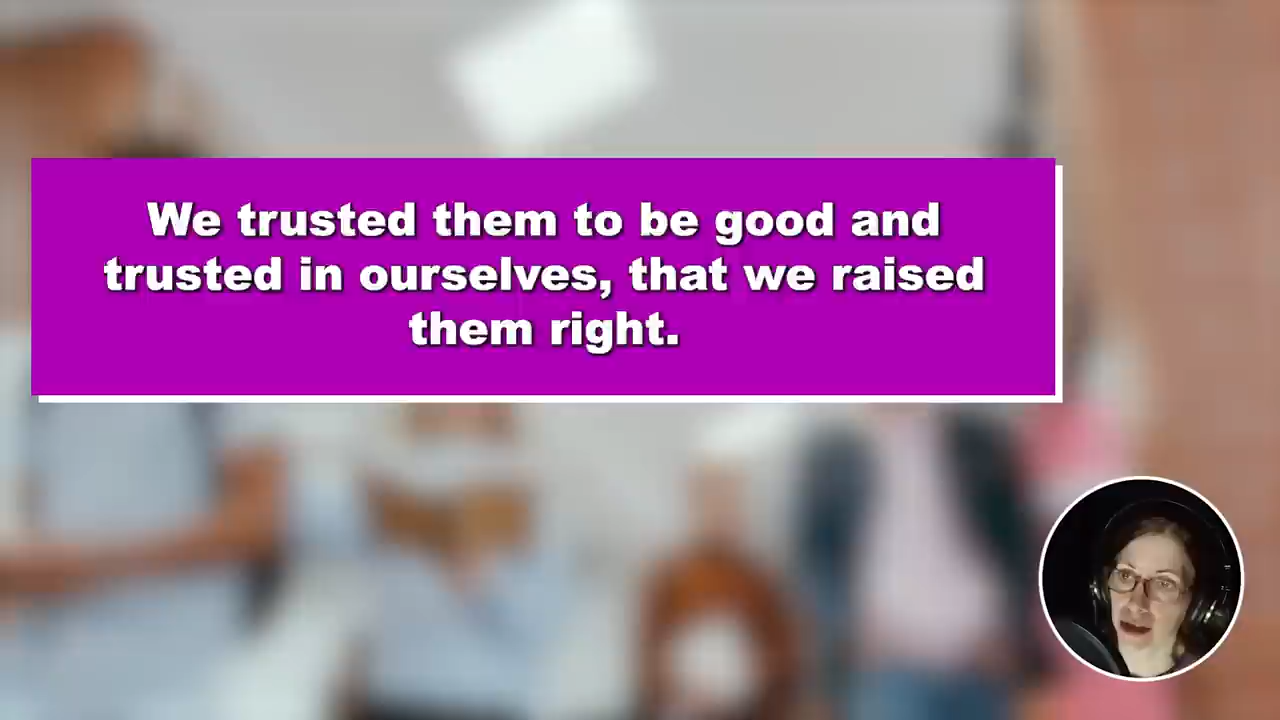 We trusted them to be good and
trusted in ourselves, that we raised
them right.